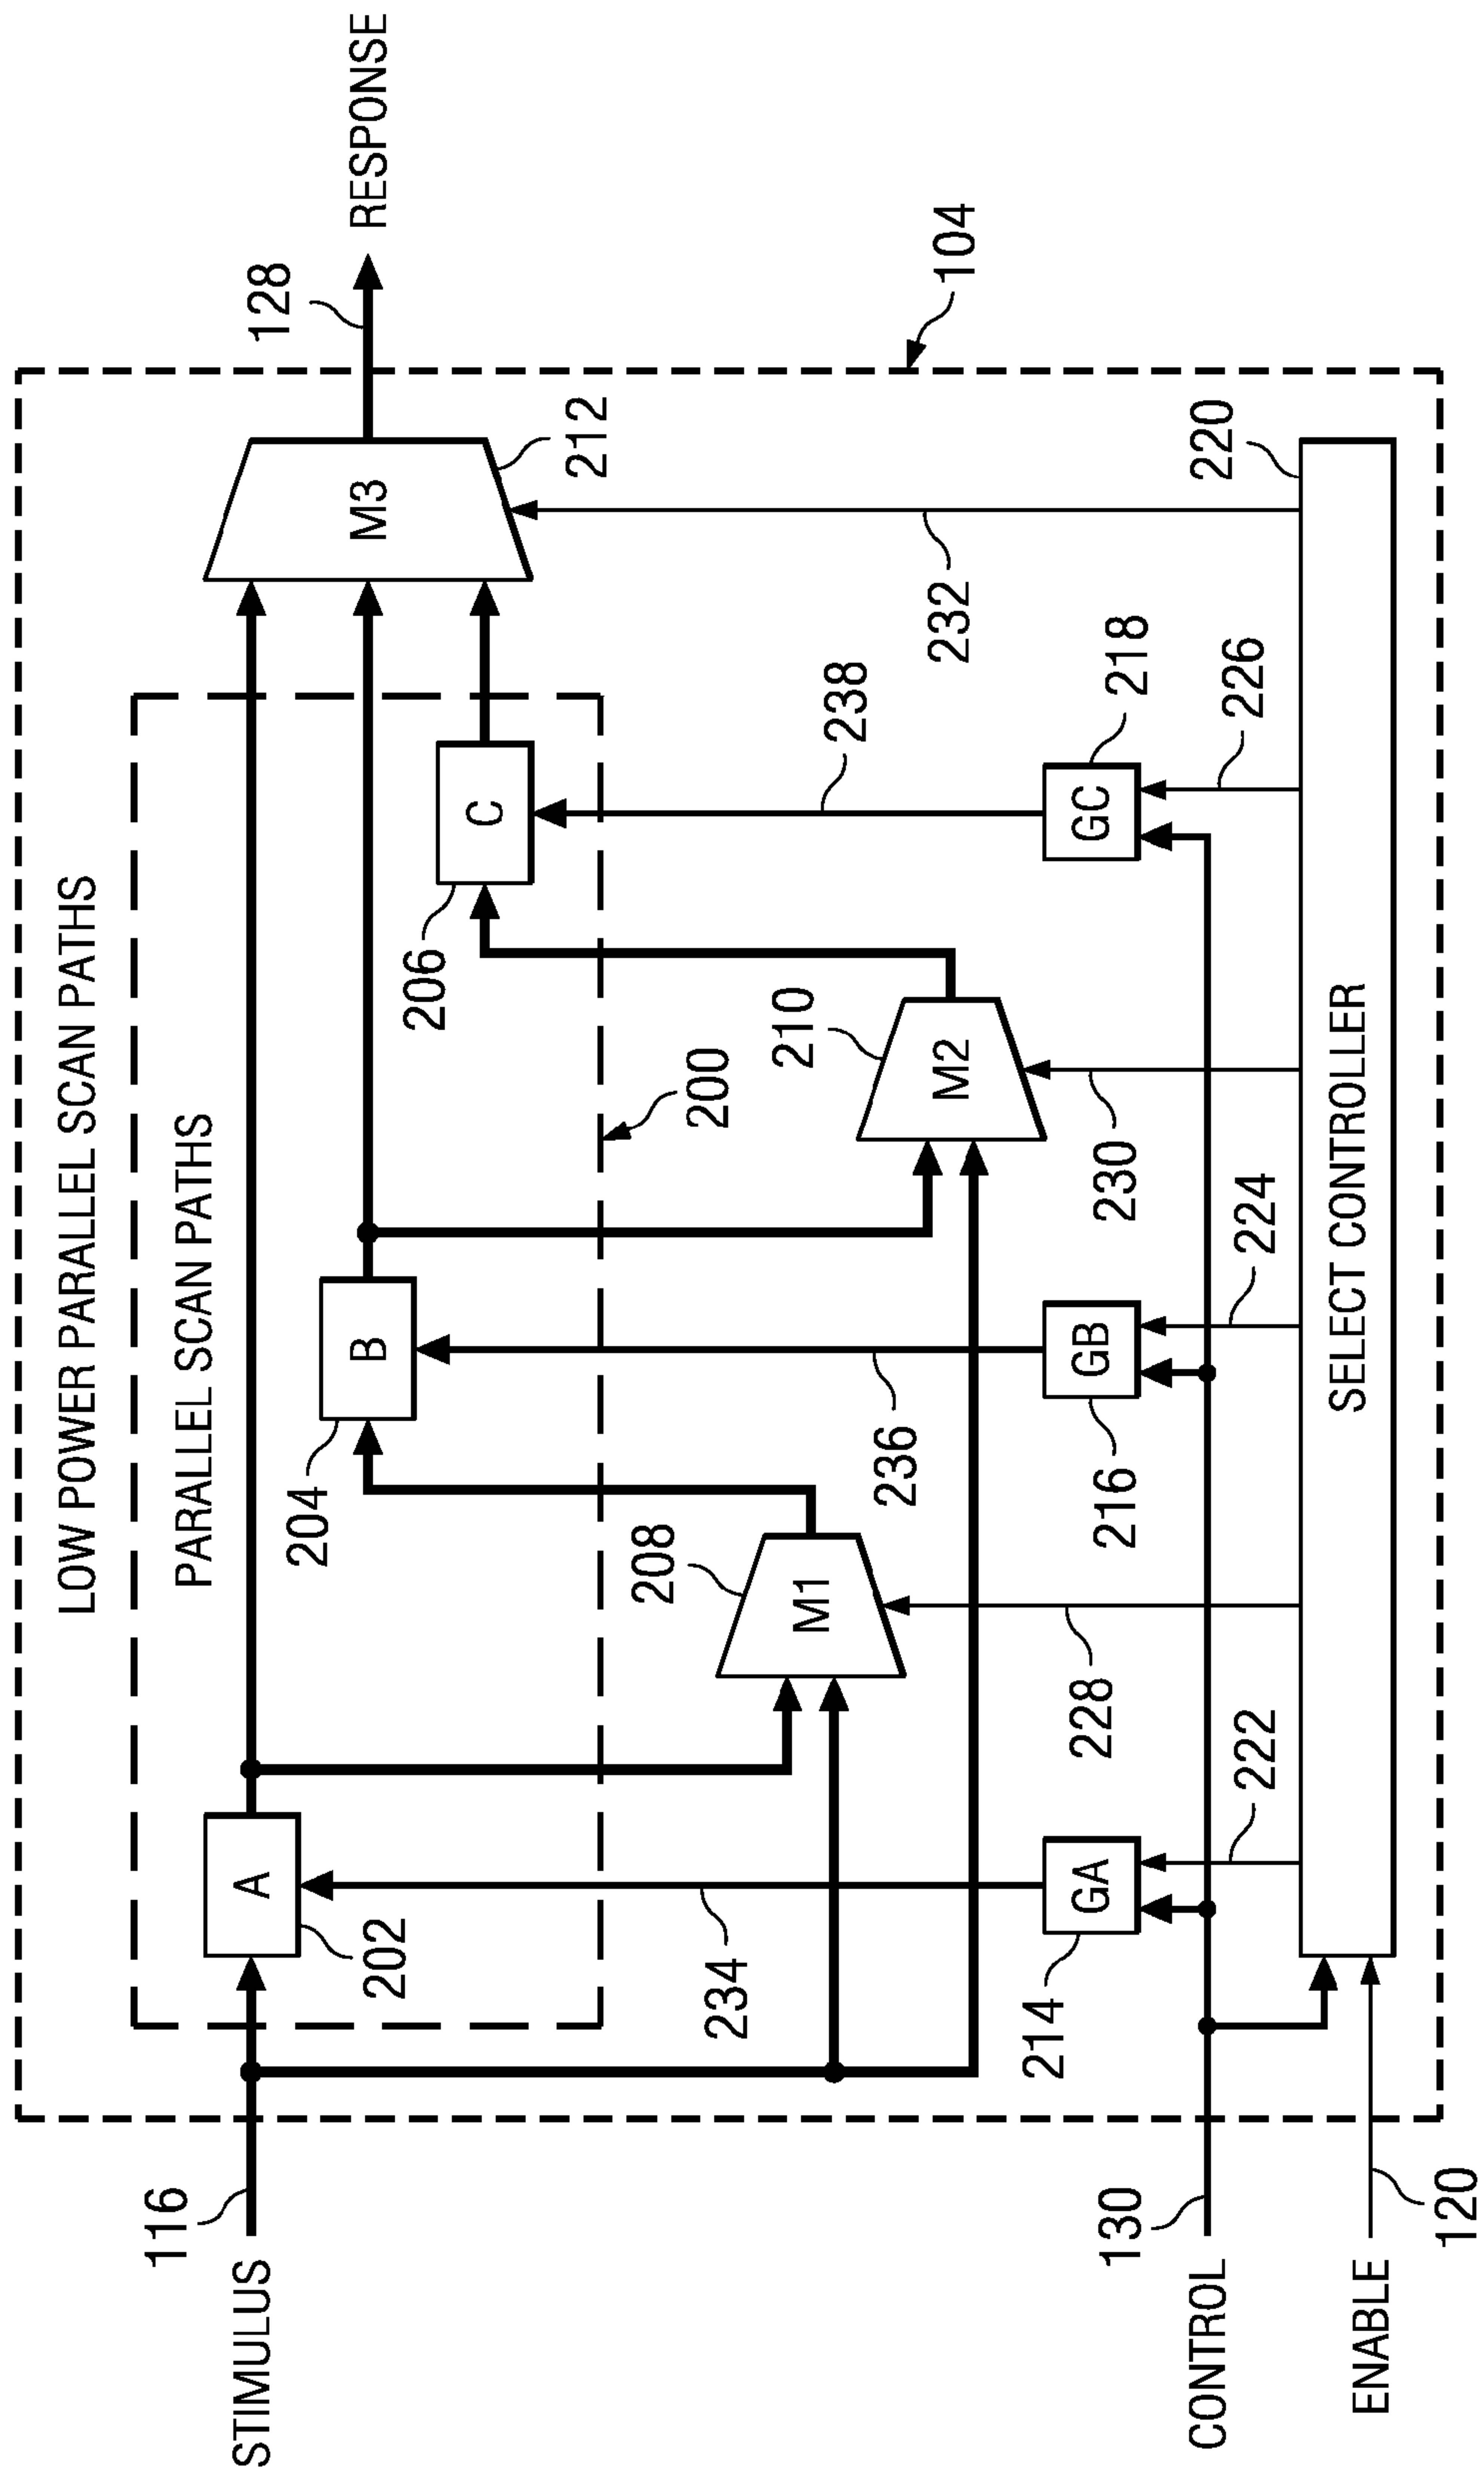 LOW POWER PARALLEL SCAN PATHS
PARALLEL SCAN PATHS
STIMULUS
116
A
202
B
204
C
206
M3
212
128
RESPONSE
104
M1
208
M2
210
200
234
236
238
232
GA
214
GB
216
GC
218
222
228
224
230
226
220
CONTROL
130
ENABLE
120
SELECT CONTROLLER